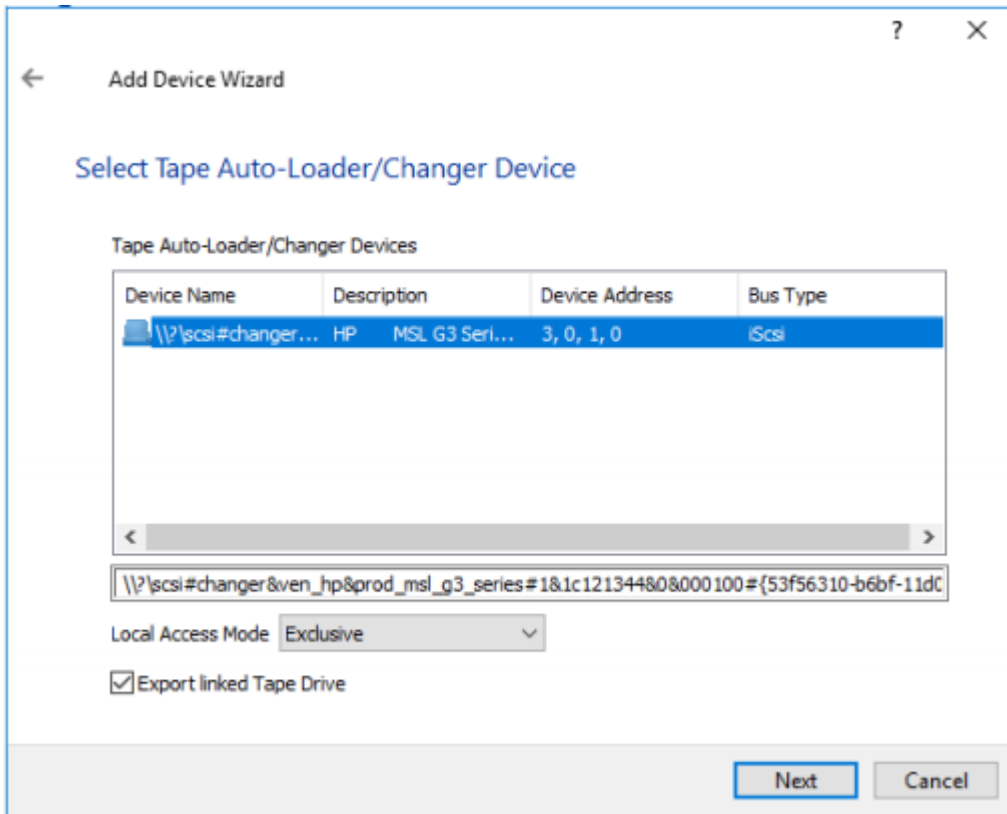 ?
Add Device Wizard
Select Tape Auto-Loader/Changer Device
Tape Auto-Loader/Changer Devices
Device Name Description Device Address Bus Type
\\?\scsi#changer... HP MSL G3 Seri... 3, 0, 1, 0 iScsi
\\?\scsi#changer&ven_hp&prod_msl_g3_series#1&1c121344&0&000100#{53f56310-b6bf-11d0
Local Access Mode Exclusive
Export linked Tape Drive
Next Cancel